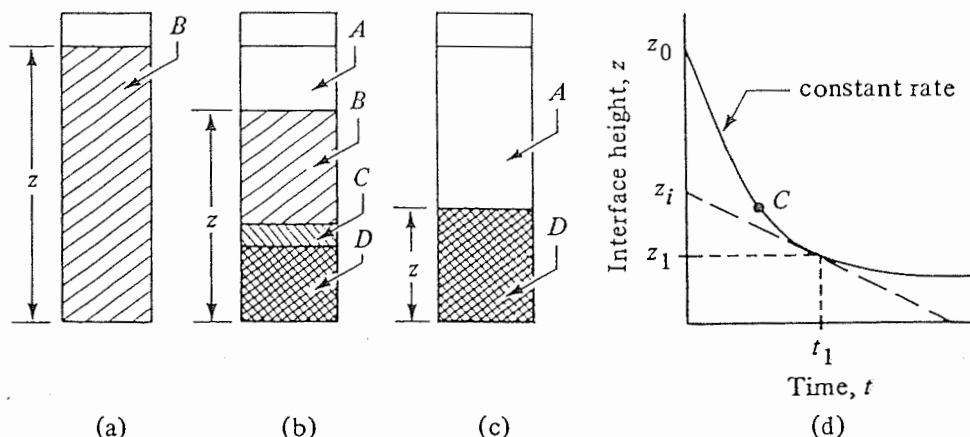 B
z
(a)
A
B
C
D
z
(b)
A
D
z
(c)
z0
constant rate
zi
C
z1
Interface height, z
t1
Time, t
(d)